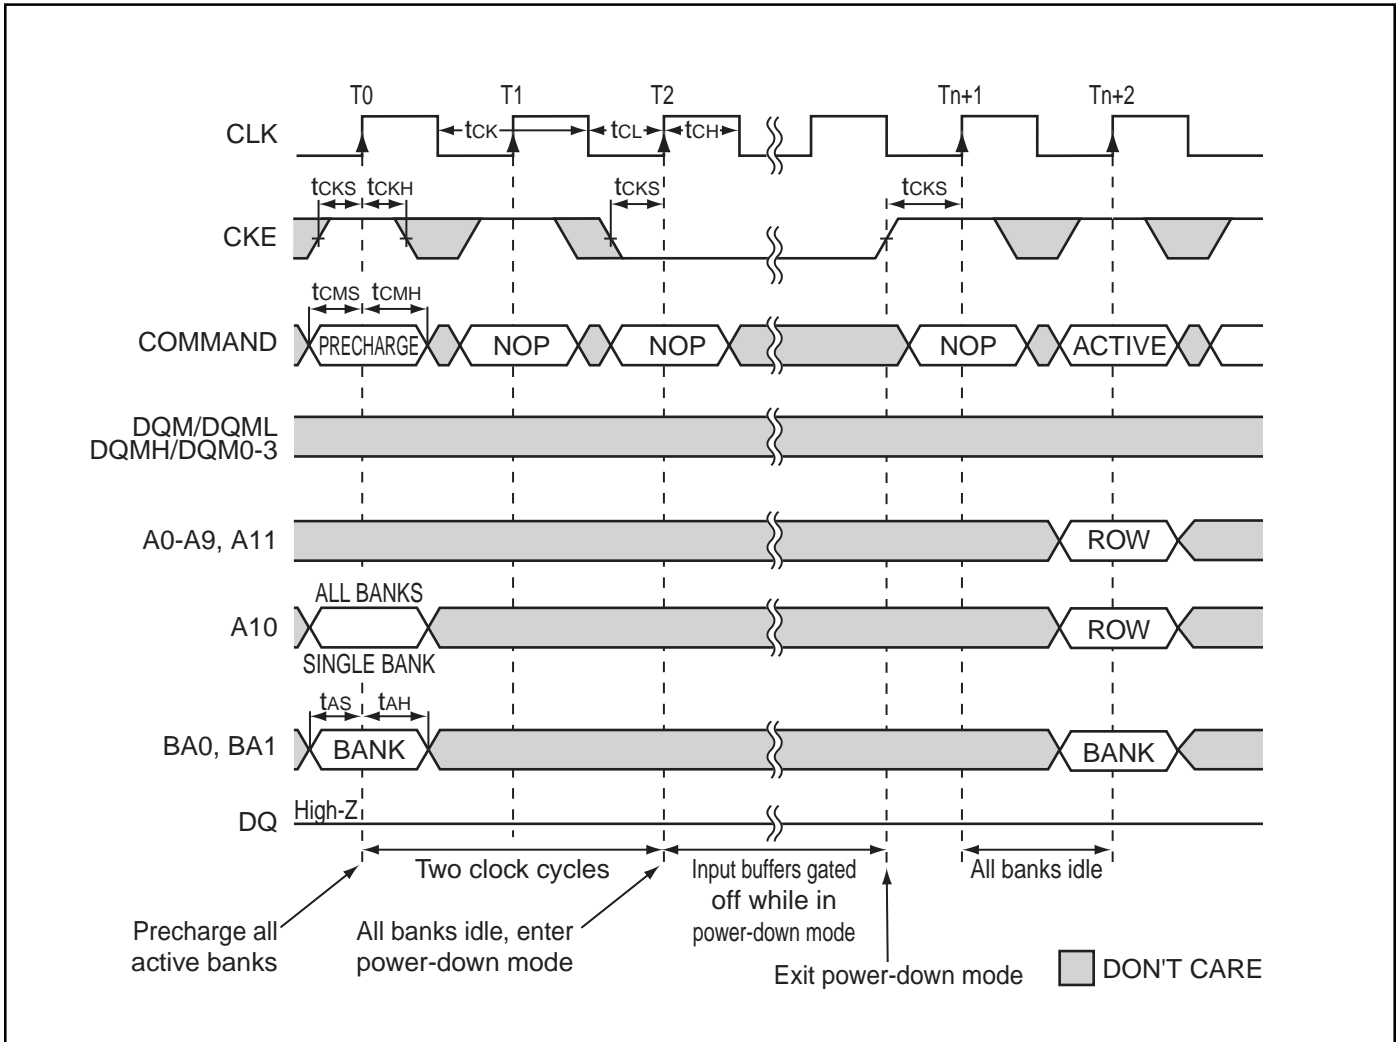 T0 T1 T2 Tn+1 Tn+2
CLK tCK tCL tCH
tCKS tCKH tCKS tCKS
CKE
tCMS tCMH
COMMAND PRECHARGE NOP NOP NOP ACTIVE
DQM/DQML
DQMH/DQM0-3
A0-A9, A11 ROW
ALL BANKS
A10 ROW
SINGLE BANK
tAS tAH
BA0, BA1 BANK BANK
DQ High-Z
Two clock cycles
Input buffers gated
off while in
power-down mode
All banks idle
Precharge all
active banks
All banks idle, enter
power-down mode
Exit power-down mode
DON'T CARE